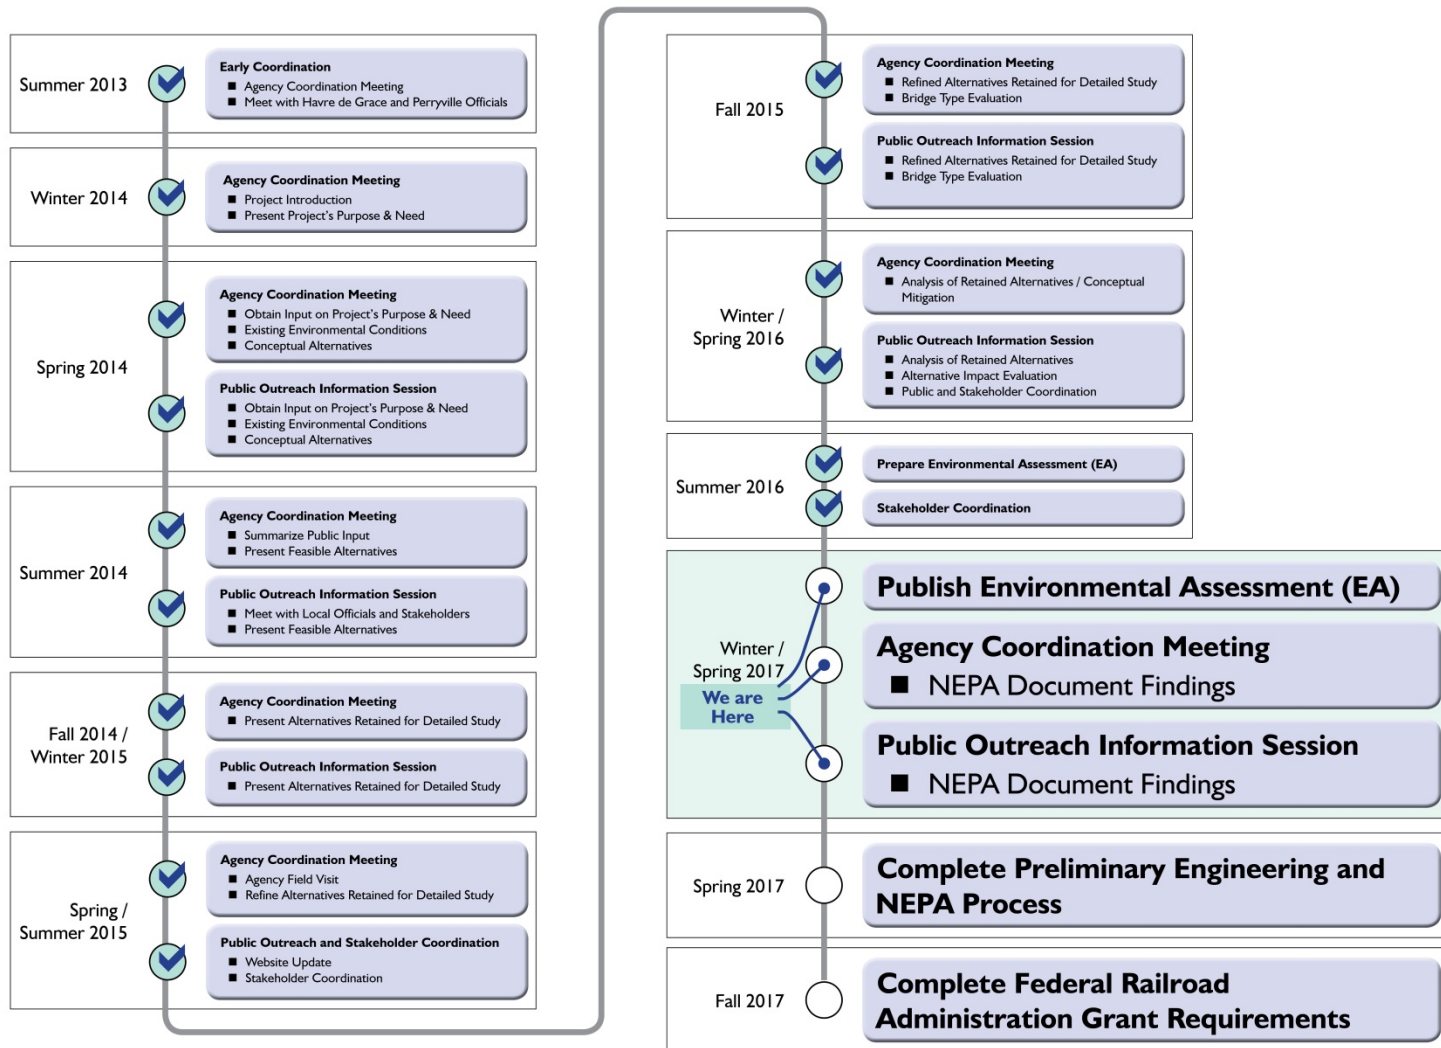 Summer 2013
Early Coordination
■ Agency Coordination Meeting
■ Meet with Havre de Grace and Perryville Officials
Winter 2014
Agency Coordination Meeting
■ Project Introduction
■ Present Project's Purpose & Need
Spring 2014
Agency Coordination Meeting
■ Obtain Input on Project's Purpose & Need
■ Existing Environmental Conditions
■ Conceptual Alternatives
Public Outreach Information Session
■ Obtain Input on Project's Purpose & Need
■ Existing Environmental Conditions
■ Conceptual Alternatives
Summer 2014
Agency Coordination Meeting
■ Summarize Public Input
■ Present Feasible Alternatives
Public Outreach Information Session
■ Meet with Local Officials and Stakeholders
■ Present Feasible Alternatives
Fall 2014 /
Winter 2015
Agency Coordination Meeting
■ Present Alternatives Retained for Detailed Study
Public Outreach Information Session
■ Present Alternatives Retained for Detailed Study
Spring /
Summer 2015
Agency Coordination Meeting
■ Agency Field Visit
■ Refine Alternatives Retained for Detailed Study
Public Outreach and Stakeholder Coordination
■ Website Update
■ Stakeholder Coordination
Fall 2015
Agency Coordination Meeting
■ Refined Alternatives Retained for Detailed Study
■ Bridge Type Evaluation
Public Outreach Information Session
■ Refined Alternatives Retained for Detailed Study
■ Bridge Type Evaluation
Winter /
Spring 2016
Agency Coordination Meeting
■ Analysis of Retained Alternatives / Conceptual
Mitigation
Public Outreach Information Session
■ Analysis of Retained Alternatives
■ Alternative Impact Evaluation
■ Public and Stakeholder Coordination
Summer 2016
Prepare Environmental Assessment (EA)
Stakeholder Coordination
Winter /
Spring 2017
We are
Here
Publish Environmental Assessment (EA)
Agency Coordination Meeting
■ NEPA Document Findings
Public Outreach Information Session
■ NEPA Document Findings
Spring 2017
Complete Preliminary Engineering and
NEPA Process
Fall 2017
Complete Federal Railroad
Administration Grant Requirements